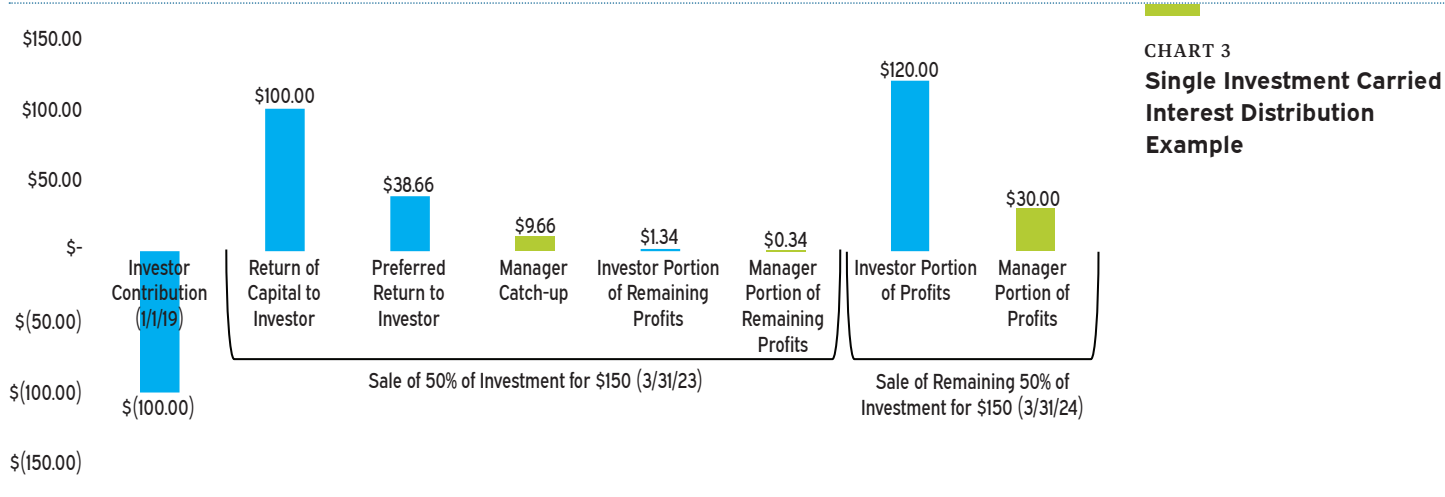 CHART 3
Single Investment Carried
Interest Distribution
Example
$150.00
$100.00
$50.00
$-
$(50.00)
$(100.00)
$(150.00)
$(100.00)
$100.00
$38.66
$9.66
$1.34
$0.34
$120.00
$30.00
Investor
Contribution
(1/1/19)
Return of
Capital to
Investor
Preferred
Return to
Investor
Manager
Catch-up
Investor Portion
of Remaining
Profits
Manager
Portion of
Remaining
Profits
Investor Portion
of Profits
Manager
Portion of
Profits
Sale of 50% of Investment for $150 (3/31/23)
Sale of Remaining 50% of
Investment for $150 (3/31/24)